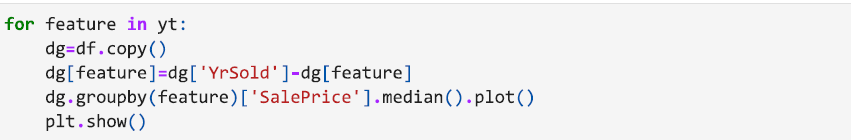 for feature in yt:
    dg=df.copy()
    dg[feature]=dg['YrSold']-dg[feature]
    dg.groupby(feature)['SalePrice'].median().plot()
    plt.show()